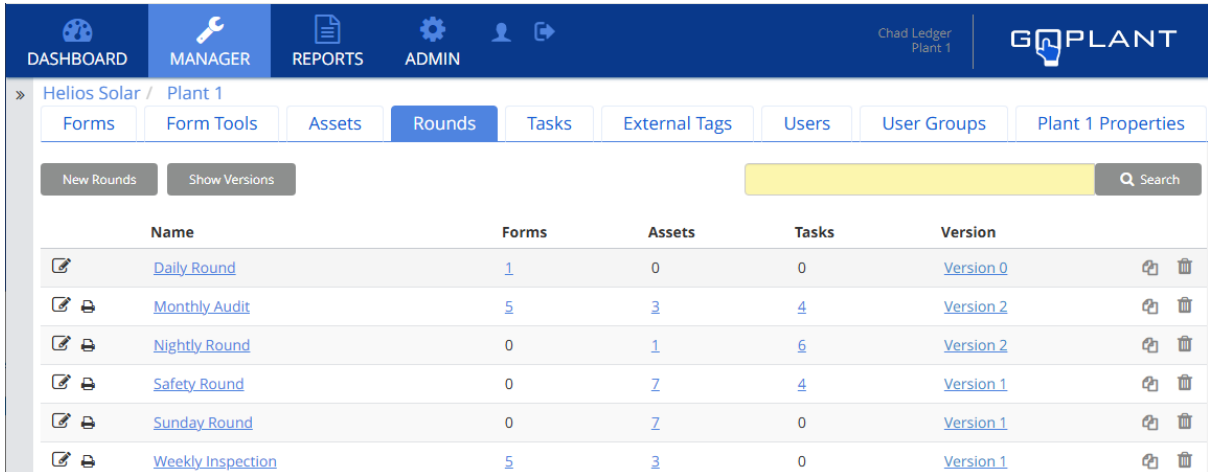 DASHBOARD MANAGER REPORTS ADMIN Chad Ledger
Plant 1
GOPLANT
» Helios Solar / Plant 1
Forms Form Tools Assets Rounds Tasks External Tags Users User Groups Plant 1 Properties
New Rounds Show Versions Search
Name Forms Assets Tasks Version
Daily Round 1 0 0 Version 0
Monthly Audit 5 3 4 Version 2
Nightly Round 0 1 6 Version 2
Safety Round 0 7 4 Version 1
Sunday Round 0 7 0 Version 1
Weekly Inspection 5 3 0 Version 1